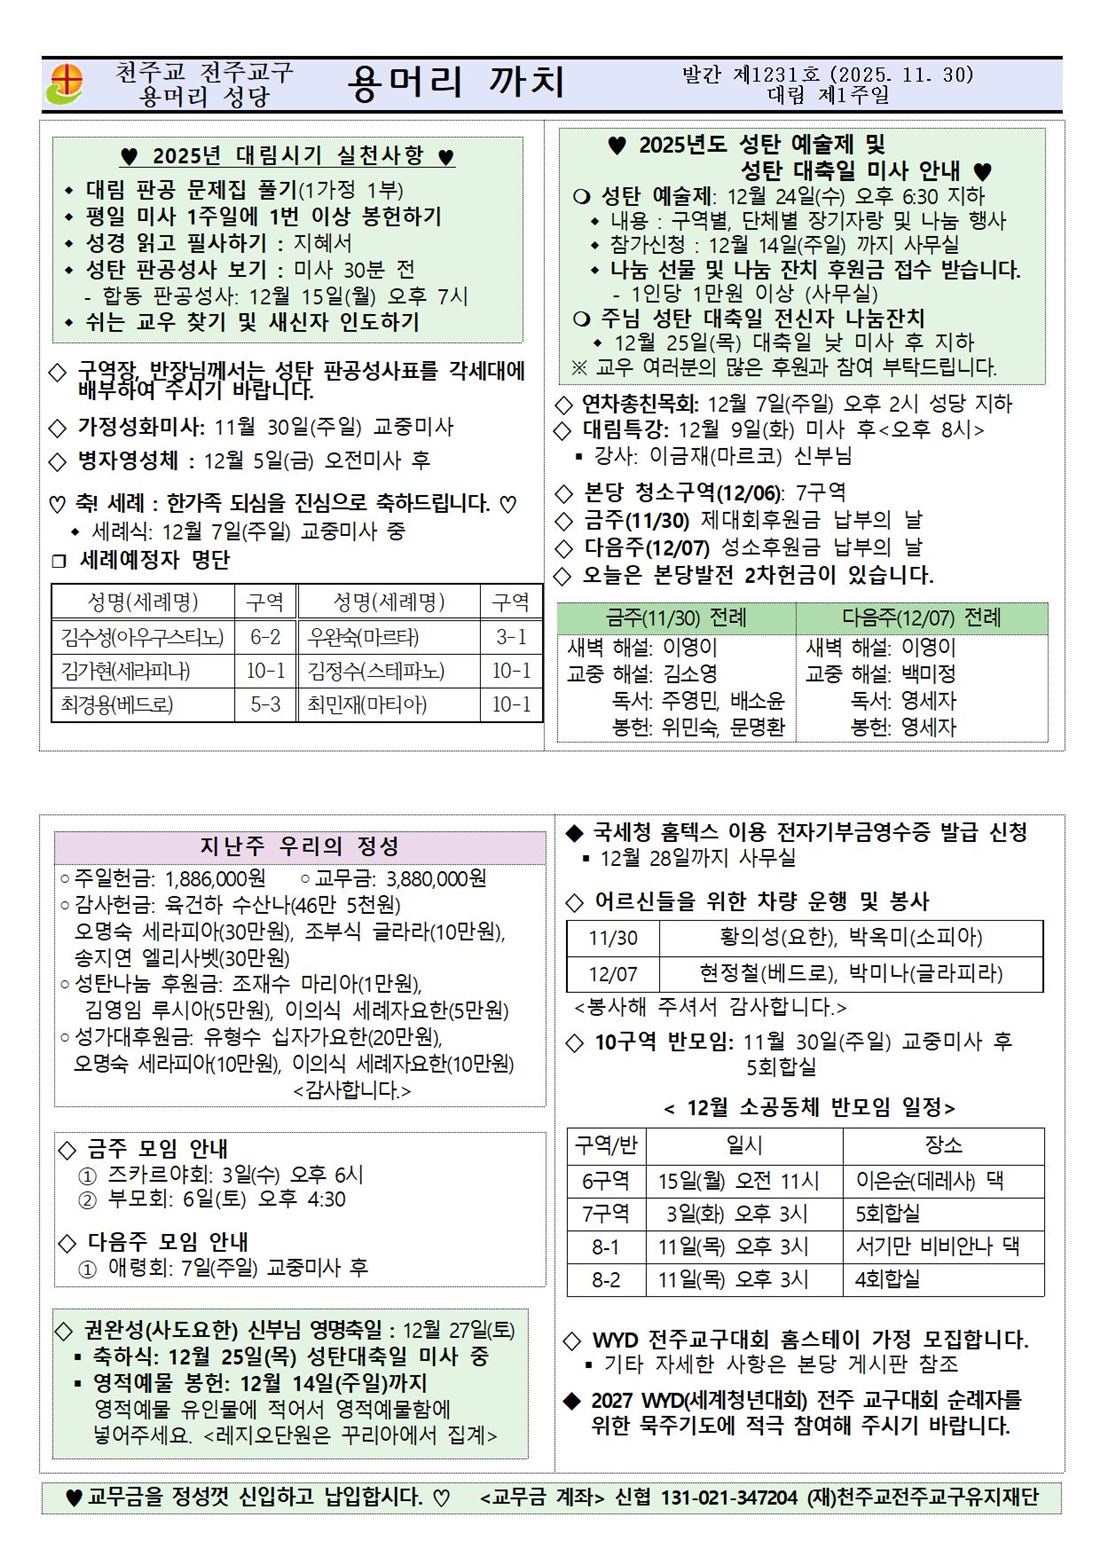 천주교 전주교구
용머리 성당
용머리 까치
발간 제1231호 (2025. 11. 30)
대림 제1주일
♥ 2025년 대림시기 실천사항 ♥
◆ 대림 판공 문제집 풀기(1가정 1부)
◆ 평일 미사 1주일에 1번 이상 봉헌하기
◆ 성경 읽고 필사하기 : 지혜서
◆ 성탄 판공성사 보기 : 미사 30분 전
- 합동 판공성사: 12월 15일(월) 오후 7시
◆ 쉬는 교우 찾기 및 새신자 인도하기
◇ 구역장, 반장님께서는 성탄 판공성사표를 각세대에
배부하여 주시기 바랍니다.
◇ 가정성화미사: 11월 30일(주일) 교중미사
◇ 병자영성체 : 12월 5일(금) 오전미사 후
♡ 축! 세례 : 한가족 되심을 진심으로 축하드립니다. ♡
◆ 세례식: 12월 7일(주일) 교중미사 중
❒ 세례예정자 명단
성명(세례명) 구역 성명(세례명) 구역
김수성(아우구스티노) 6-2 우완숙(마르타) 3-1
김가현(세라피나) 10-1 김정수(스테파노) 10-1
최경용(베드로) 5-3 최민재(마티아) 10-1
♥ 2025년도 성탄 예술제 및
성탄 대축일 미사 안내 ♥
❍ 성탄 예술제: 12월 24일(수) 오후 6:30 지하
◆ 내용 : 구역별, 단체별 장기자랑 및 나눔 행사
◆ 참가신청 : 12월 14일(주일) 까지 사무실
◆ 나눔 선물 및 나눔 잔치 후원금 접수 받습니다.
- 1인당 1만원 이상 (사무실)
❍ 주님 성탄 대축일 전신자 나눔잔치
◆ 12월 25일(목) 대축일 낮 미사 후 지하
※ 교우 여러분의 많은 후원과 참여 부탁드립니다.
◇ 연차총친목회: 12월 7일(주일) 오후 2시 성당 지하
◇ 대림특강: 12월 9일(화) 미사 후<오후 8시>
▪ 강사: 이금재(마르코) 신부님
◇ 본당 청소구역(12/06): 7구역
◇ 금주(11/30) 제대회후원금 납부의 날
◇ 다음주(12/07) 성소후원금 납부의 날
◇ 오늘은 본당발전 2차헌금이 있습니다.
금주(11/30) 전례 다음주(12/07) 전례
새벽 해설: 이영이 새벽 해설: 이영이
교중 해설: 김소영 교중 해설: 백미정
독서: 주영민, 배소윤 독서: 영세자
봉헌: 위민숙, 문명환 봉헌: 영세자
지난주 우리의 정성
○ 주일헌금: 1,886,000원 ○ 교무금: 3,880,000원
○ 감사헌금: 육건하 수산나(46만 5천원)
오명숙 세라피아(30만원), 조부식 글라라(10만원),
송지연 엘리사벳(30만원)
○ 성탄나눔 후원금: 조재수 마리아(1만원),
김영임 루시아(5만원), 이의식 세례자요한(5만원)
○ 성가대후원금: 유형수 십자가요한(20만원),
오명숙 세라피아(10만원), 이의식 세례자요한(10만원)
<감사합니다.>
◇ 금주 모임 안내
① 즈카르야회: 3일(수) 오후 6시
② 부모회: 6일(토) 오후 4:30
◇ 다음주 모임 안내
① 애령회: 7일(주일) 교중미사 후
◇ 권완성(사도요한) 신부님 영명축일 : 12월 27일(토)
▪ 축하식: 12월 25일(목) 성탄대축일 미사 중
▪ 영적예물 봉헌: 12월 14일(주일)까지
영적예물 유인물에 적어서 영적예물함에
넣어주세요. <레지오단원은 꾸리아에서 집계>
◆ 국세청 홈텍스 이용 전자기부금영수증 발급 신청
▪ 12월 28일까지 사무실
◇ 어르신들을 위한 차량 운행 및 봉사
11/30 황의성(요한), 박옥미(소피아)
12/07 현정철(베드로), 박미나(글라피라)
<봉사해 주셔서 감사합니다.>
◇ 10구역 반모임: 11월 30일(주일) 교중미사 후
5회합실
< 12월 소공동체 반모임 일정>
구역/반 일시 장소
6구역 15일(월) 오전 11시 이은순(데레사) 댁
7구역 3일(화) 오후 3시 5회합실
8-1 11일(목) 오후 3시 서기만 비비안나 댁
8-2 11일(목) 오후 3시 4회합실
◇ WYD 전주교구대회 홈스테이 가정 모집합니다.
▪ 기타 자세한 사항은 본당 게시판 참조
◆ 2027 WYD(세계청년대회) 전주 교구대회 순례자를
위한 묵주기도에 적극 참여해 주시기 바랍니다.
♥ 교무금을 정성껏 신입하고 납입합시다. ♡ <교무금 계좌> 신협 131-021-347204 (재)천주교전주교구유지재단